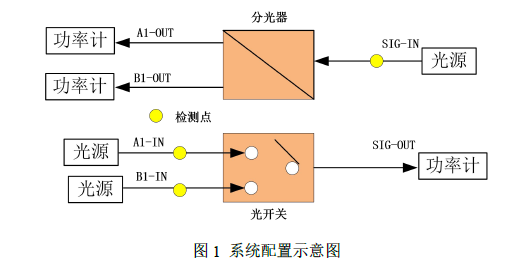 分光器
功率计
A1-OUT
SIG-IN
光源
功率计
B1-OUT
检测点
光源
A1-IN
SIG-OUT
功率计
光源
B1-IN
光开关
图 1 系统配置示意图